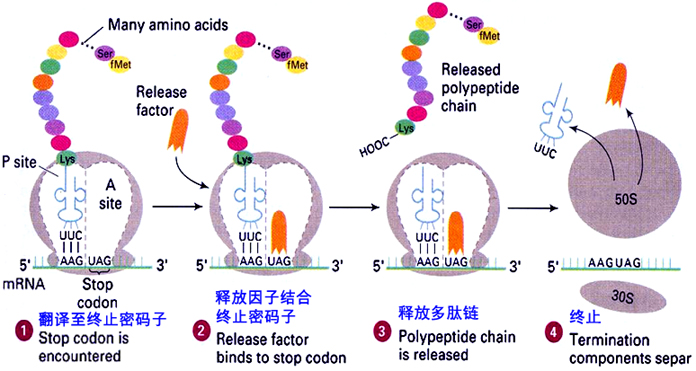 Many amino acids
Ser
fMet
Lys
P site
A
site
UUC
AAG UAG
5' 3'
mRNA
Stop
codon
1 翻译至终止密码子
Stop codon is
encountered
Ser
fMet
Release
factor
Lys
UUC
AAG UAG
5' 3'
2 释放因子结合
终止密码子
Release factor
binds to stop codon
Ser
fMet
Released
polypeptide
chain
Lys
HOOC
UUC
AAG UAG
5' 3'
3 释放多肽链
Polypeptide chain
is released
UUC
50S
5' AAGUAG 3'
30S
4 终止
Termination
components separ